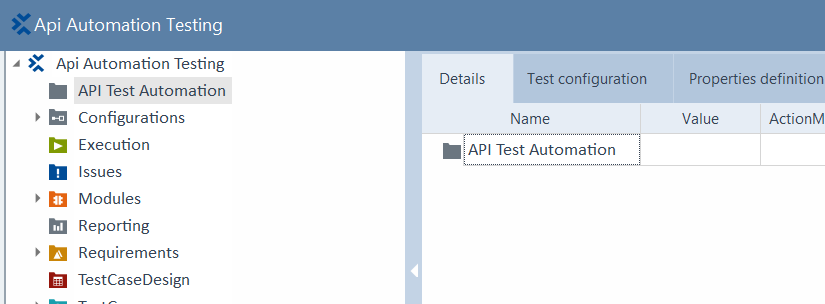 Api Automation Testing
Api Automation Testing
API Test Automation
Configurations
Execution
Issues
Modules
Reporting
Requirements
TestCaseDesign
Details Test configuration Properties definition
Name Value ActionM
API Test Automation